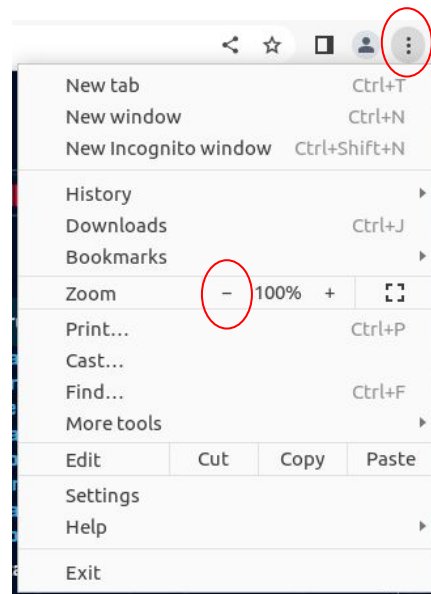 New tab Ctrl+T
New window Ctrl+N
New Incognito window Ctrl+Shift+N
History
Downloads Ctrl+J
Bookmarks
Zoom – 100% +
Print... Ctrl+P
Cast...
Find... Ctrl+F
More tools
Edit Cut Copy Paste
Settings
Help
Exit